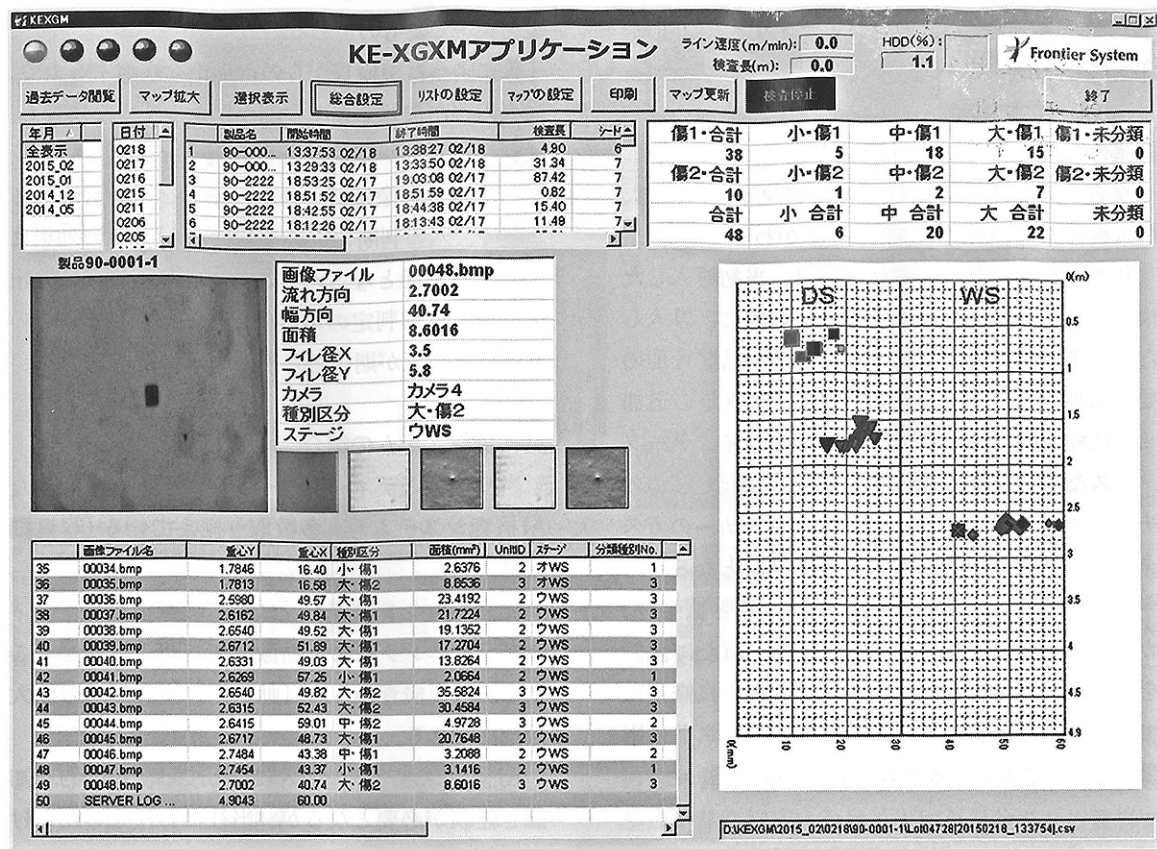 KEXGM
KE-XGXMアプリケーション
ライン速度(m/min): 0.0
検査長(m): 0.0
HDD(%):
1.1
Frontier System
過去データ閲覧 マップ拡大 選択表示 総合設定 リストの設定 マップの設定 印刷 マップ更新 検査停止 終了
年月
全表示
2015_02
2015_01
2014_12
2014_05
日付
0218
0217
0216
0215
0211
0206
0205
製品名 開始時間 終了時間 検査長 シード
1 90-000... 13:37:53 02/18 13:38:27 02/18 4.90 6
2 90-000... 13:29:33 02/18 13:33:50 02/18 31.34 7
3 90-2222 18:53:25 02/17 19:03:08 02/17 87.42 7
4 90-2222 18:51:52 02/17 18:51:59 02/17 0.82 7
5 90-2222 18:42:55 02/17 18:44:38 02/17 15.40 7
6 90-2222 18:12:26 02/17 18:13:43 02/17 11.49 7
傷1・合計 小・傷1 中・傷1 大・傷1 傷1・未分類
38 5 18 15 0
傷2・合計 小・傷2 中・傷2 大・傷2 傷2・未分類
10 1 2 7 0
合計 小 合計 中 合計 大 合計 未分類
48 6 20 22 0
製品90-0001-1
画像ファイル 00048.bmp
流れ方向 2.7002
幅方向 40.74
面積 8.6016
フィレ径X 3.5
フィレ径Y 5.8
カメラ カメラ4
種別区分 大・傷2
ステージ ウWS
DS WS
0(m)
0.5
1
1.5
2
2.5
3
3.5
4
4.5
4.9
0(mm) 10 20 30 40 50 60
画像ファイル名 重心Y 重心X 種別区分 面積(mm²) UnitID ステージ 分類種別No.
35 00034.bmp 1.7846 16.40 小・傷1 2.6376 2 オWS 1
36 00035.bmp 1.7813 16.68 大・傷2 8.8536 3 オWS 3
37 00036.bmp 2.5980 49.57 大・傷1 23.4192 2 ウWS 3
38 00037.bmp 2.6162 49.84 大・傷1 21.7224 2 ウWS 3
39 00038.bmp 2.6540 49.52 大・傷1 19.1352 2 ウWS 3
40 00039.bmp 2.6712 51.89 大・傷1 17.2704 2 ウWS 3
41 00040.bmp 2.6331 49.03 大・傷1 13.8264 2 ウWS 3
42 00041.bmp 2.6269 57.25 小・傷1 2.0664 2 ウWS 1
43 00042.bmp 2.6540 49.82 大・傷2 35.5824 3 ウWS 3
44 00043.bmp 2.6315 52.43 大・傷2 30.4584 3 ウWS 3
45 00044.bmp 2.6415 59.01 中・傷2 4.9728 3 ウWS 2
46 00045.bmp 2.6717 48.73 大・傷1 20.7648 2 ウWS 3
47 00046.bmp 2.7484 43.38 中・傷1 3.2088 2 ウWS 2
48 00047.bmp 2.7454 43.37 小・傷1 3.1416 2 ウWS 1
49 00048.bmp 2.7002 40.74 大・傷2 8.6016 3 ウWS 3
50 SERVER LOG ... 4.9043 60.00
D:\KEXGM\2015_02\0218\90-0001-1\Lot04728[20150218_133754].csv